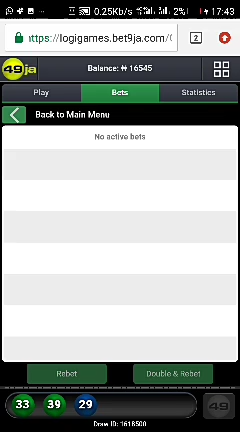 0.25Kb/s 2% 17:43
https://logigames.bet9ja.com/
2
49ja
Balance: ₦ 16545
Play Bets Statistics
Back to Main Menu
No active bets
Rebet Double & Rebet
33 39 29 49
Draw ID: 1618500